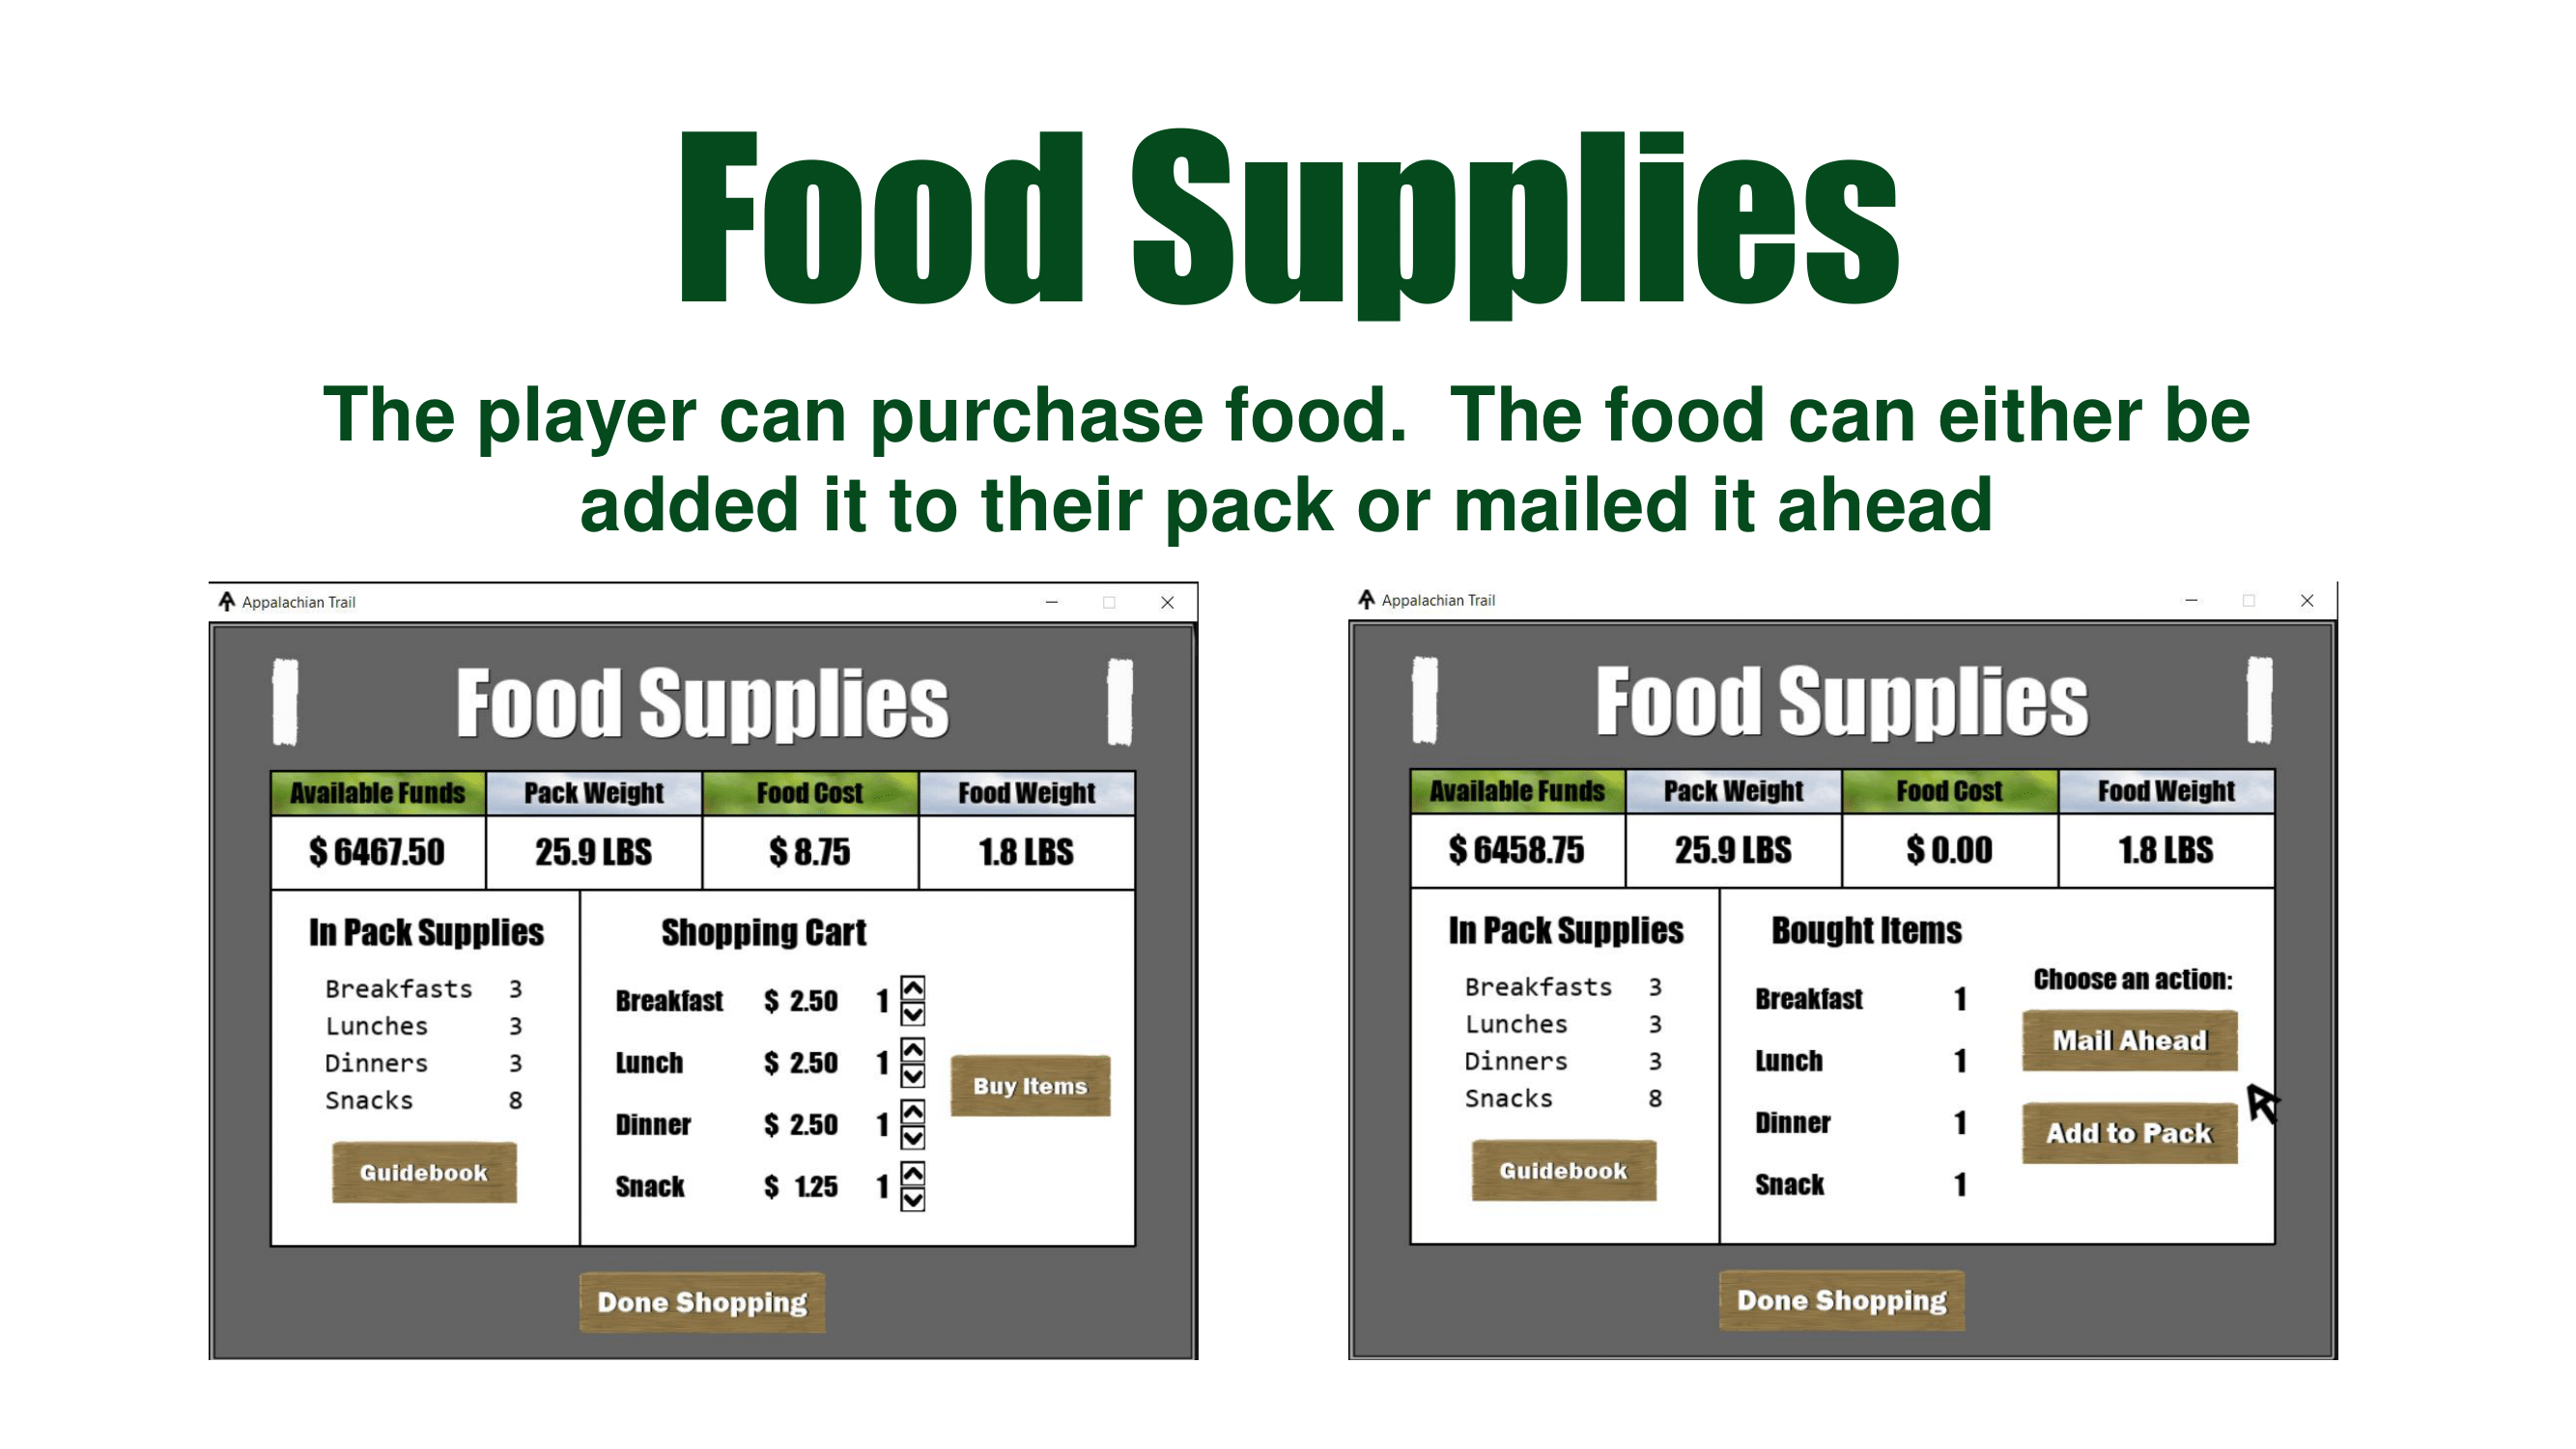 Food Supplies
The player can purchase food.  The food can either be
added it to their pack or mailed it ahead
Appalachian Trail
Food Supplies
Available Funds Pack Weight Food Cost Food Weight
$ 6467.50 25.9 LBS $ 8.75 1.8 LBS
In Pack Supplies
Breakfasts 3
Lunches 3
Dinners 3
Snacks 8
Guidebook
Shopping Cart
Breakfast $ 2.50 1
Lunch $ 2.50 1
Dinner $ 2.50 1
Snack $ 1.25 1
Buy Items
Done Shopping
Appalachian Trail
Food Supplies
Available Funds Pack Weight Food Cost Food Weight
$ 6458.75 25.9 LBS $ 0.00 1.8 LBS
In Pack Supplies
Breakfasts 3
Lunches 3
Dinners 3
Snacks 8
Guidebook
Bought Items
Breakfast 1
Lunch 1
Dinner 1
Snack 1
Choose an action:
Mail Ahead
Add to Pack
Done Shopping